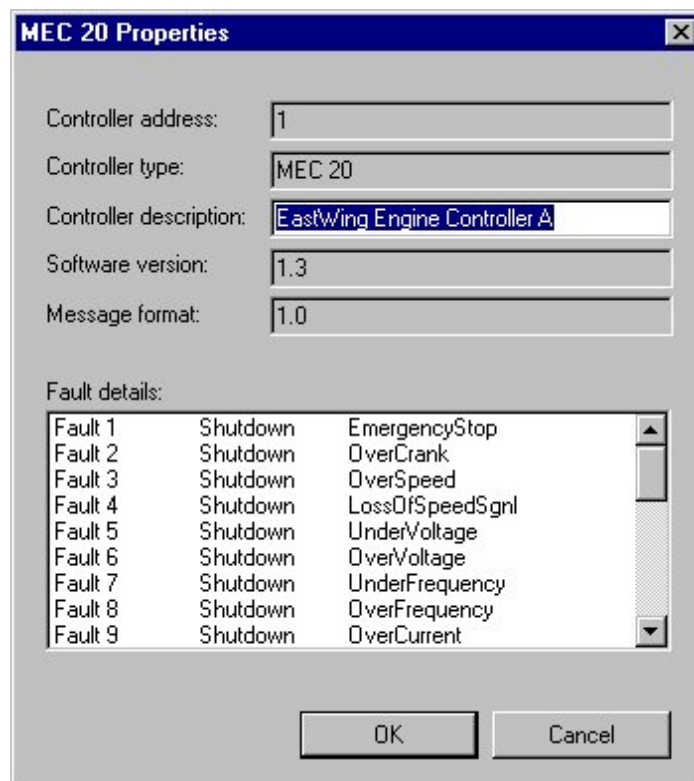 MEC 20 Properties
Controller address: 1
Controller type: MEC 20
Controller description: EastWing Engine Controller A
Software version: 1.3
Message format: 1.0
Fault details:
Fault 1 Shutdown EmergencyStop
Fault 2 Shutdown OverCrank
Fault 3 Shutdown OverSpeed
Fault 4 Shutdown LossOfSpeedSgnl
Fault 5 Shutdown UnderVoltage
Fault 6 Shutdown OverVoltage
Fault 7 Shutdown UnderFrequency
Fault 8 Shutdown OverFrequency
Fault 9 Shutdown OverCurrent
OK Cancel